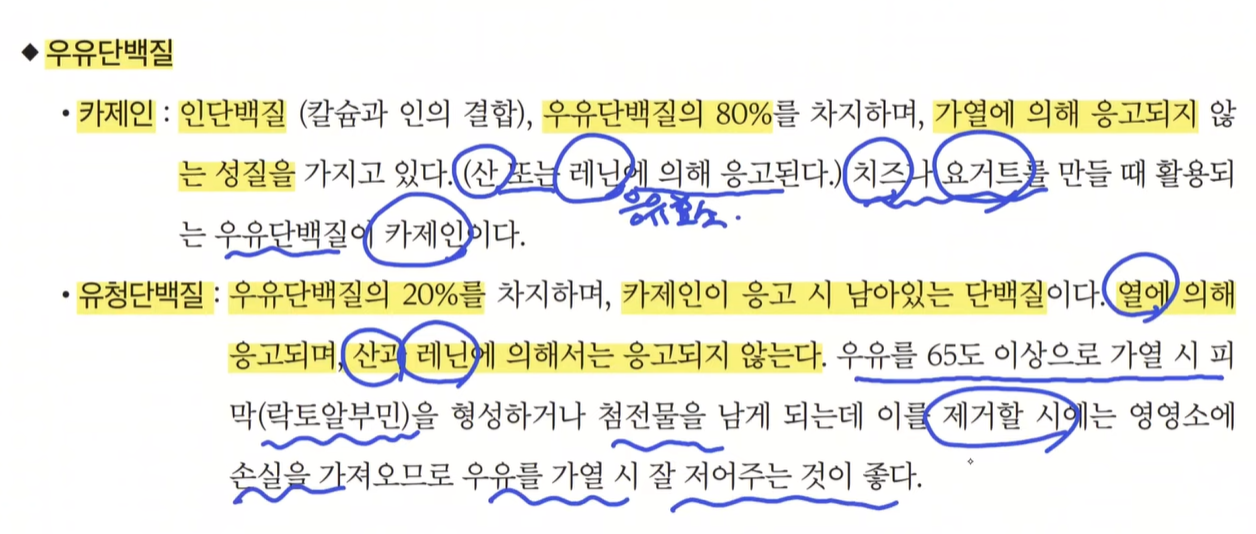 ◆ 우유단백질
• 카제인 : 인단백질 (칼슘과 인의 결합), 우유단백질의 80%를 차지하며, 가열에 의해 응고되지 않
는 성질을 가지고 있다. (산 또는 레닌에 의해 응고된다.) 치즈나 요거트를 만들 때 활용되
응유효소.
는 우유단백질이 카제인이다.
• 유청단백질 : 우유단백질의 20%를 차지하며, 카제인이 응고 시 남아있는 단백질이다. 열에 의해
응고되며, 산과 레닌에 의해서는 응고되지 않는다. 우유를 65도 이상으로 가열 시 피
막(락토알부민)을 형성하거나 침전물을 남게 되는데 이를 제거할 시에는 영영소에
손실을 가져오므로 우유를 가열 시 잘 저어주는 것이 좋다.